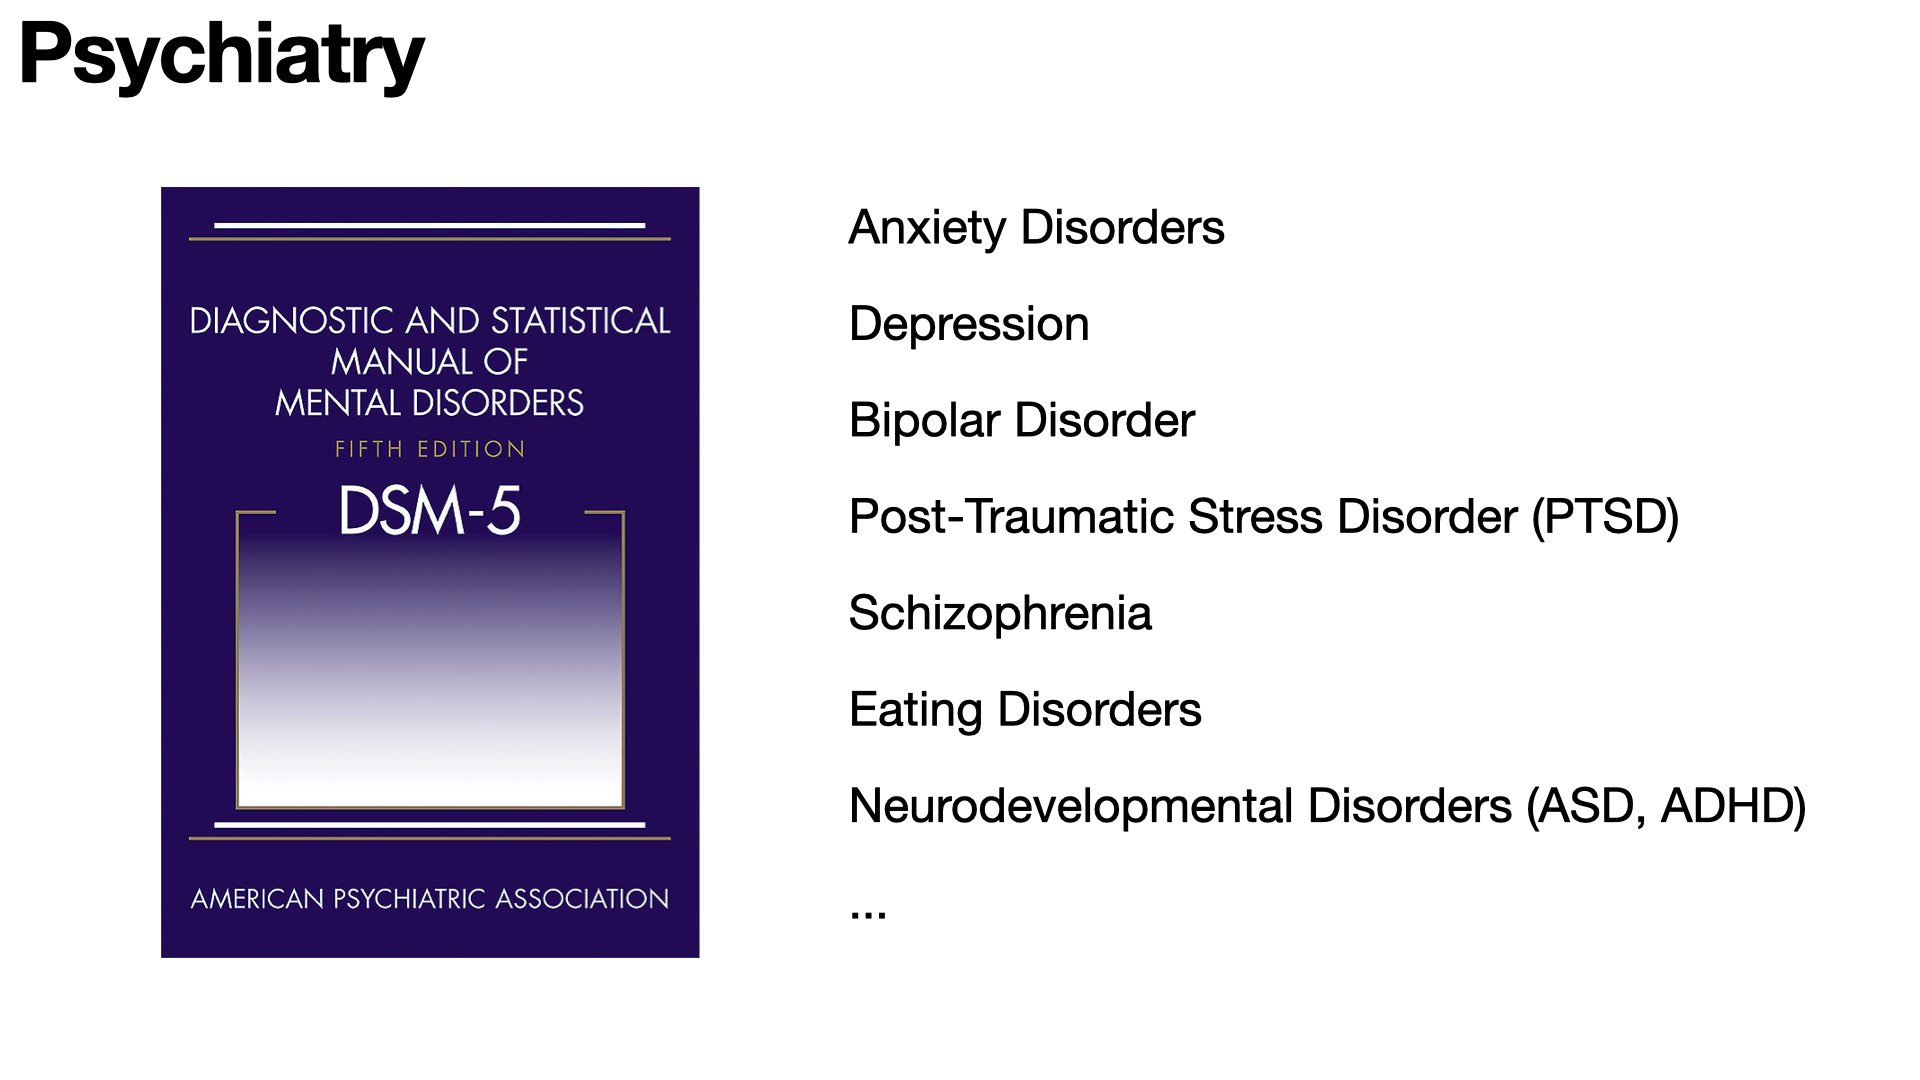 Psychiatry
DIAGNOSTIC AND STATISTICAL
MANUAL OF
MENTAL DISORDERS
FIFTH EDITION
DSM-5
AMERICAN PSYCHIATRIC ASSOCIATION
Anxiety Disorders
Depression
Bipolar Disorder
Post-Traumatic Stress Disorder (PTSD)
Schizophrenia
Eating Disorders
Neurodevelopmental Disorders (ASD, ADHD)
...